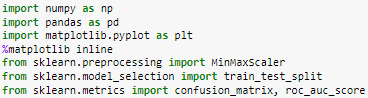 import numpy as np
import pandas as pd
import matplotlib.pyplot as plt
%matplotlib inline
from sklearn.preprocessing import MinMaxScaler
from sklearn.model_selection import train_test_split
from sklearn.metrics import confusion_matrix, roc_auc_score